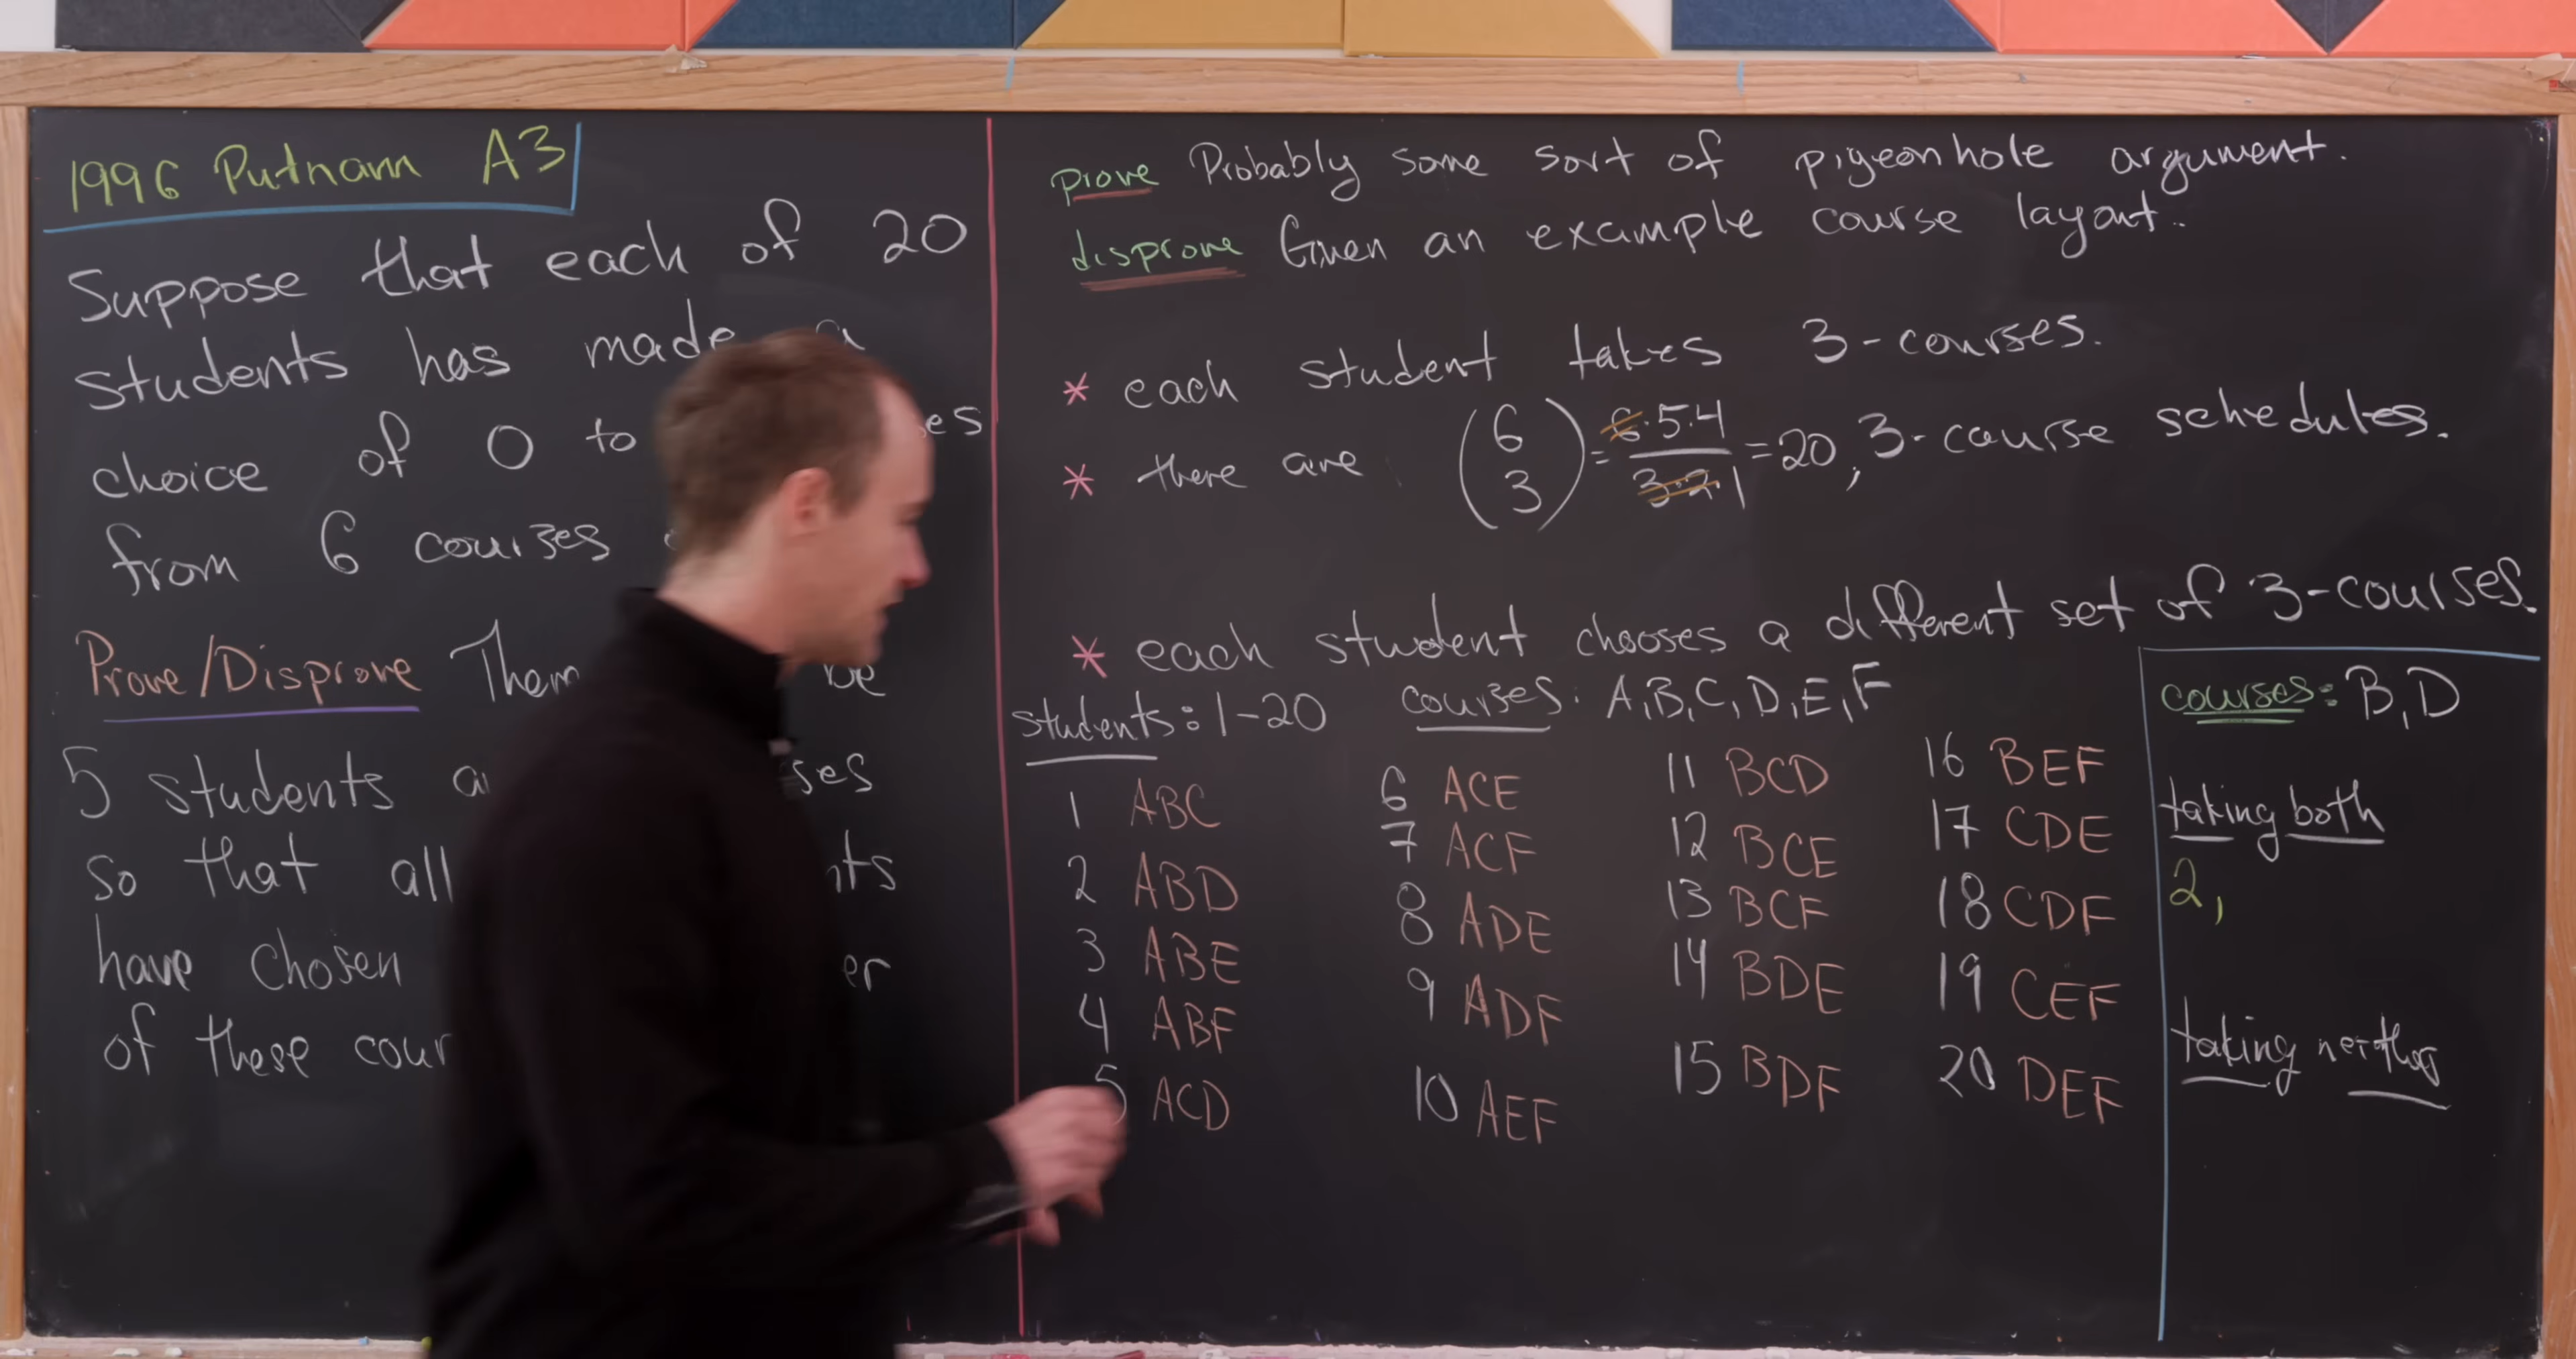 1996 Putnam A3
Suppose that each of 20
students has made a
choice of 0 to es
from 6 courses
Prove/Disprove be
5 students ses
so that all nts
have chosen er
of these cour
prove Probably some sort of pigeonhole argument.
disprove Given an example course layout.
* each student takes 3-courses.
* there are (6 3) = 6·5·4/3·2·1 = 20, 3-course schedules.
* each student chooses a different set of 3-courses.
students: 1-20 courses: A,B,C,D,E,F
1 ABC
2 ABD
3 ABE
4 ABF
5 ACD
6 ACE
7 ACF
8 ADE
9 ADF
10 AEF
11 BCD
12 BCE
13 BCF
14 BDE
15 BDF
16 BEF
17 CDE
18 CDF
19 CEF
20 DEF
courses: B,D
taking both
2,
taking neither